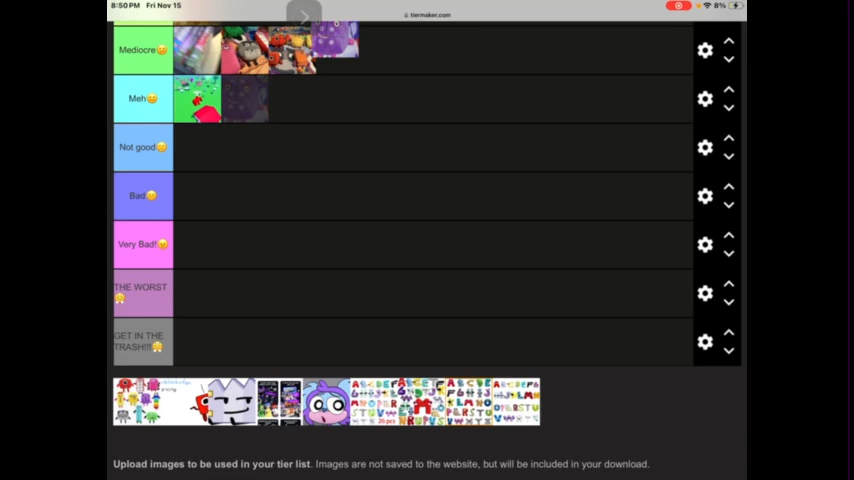 8:50 PM Fri Nov 15
8%
tiermaker.com
Mediocre
Meh
Not good
Bad
Very Bad!
THE WORST
GET IN THE
TRASH!!!
26 pcs
Upload images to be used in your tier list. Images are not saved to the website, but will be included in your download.